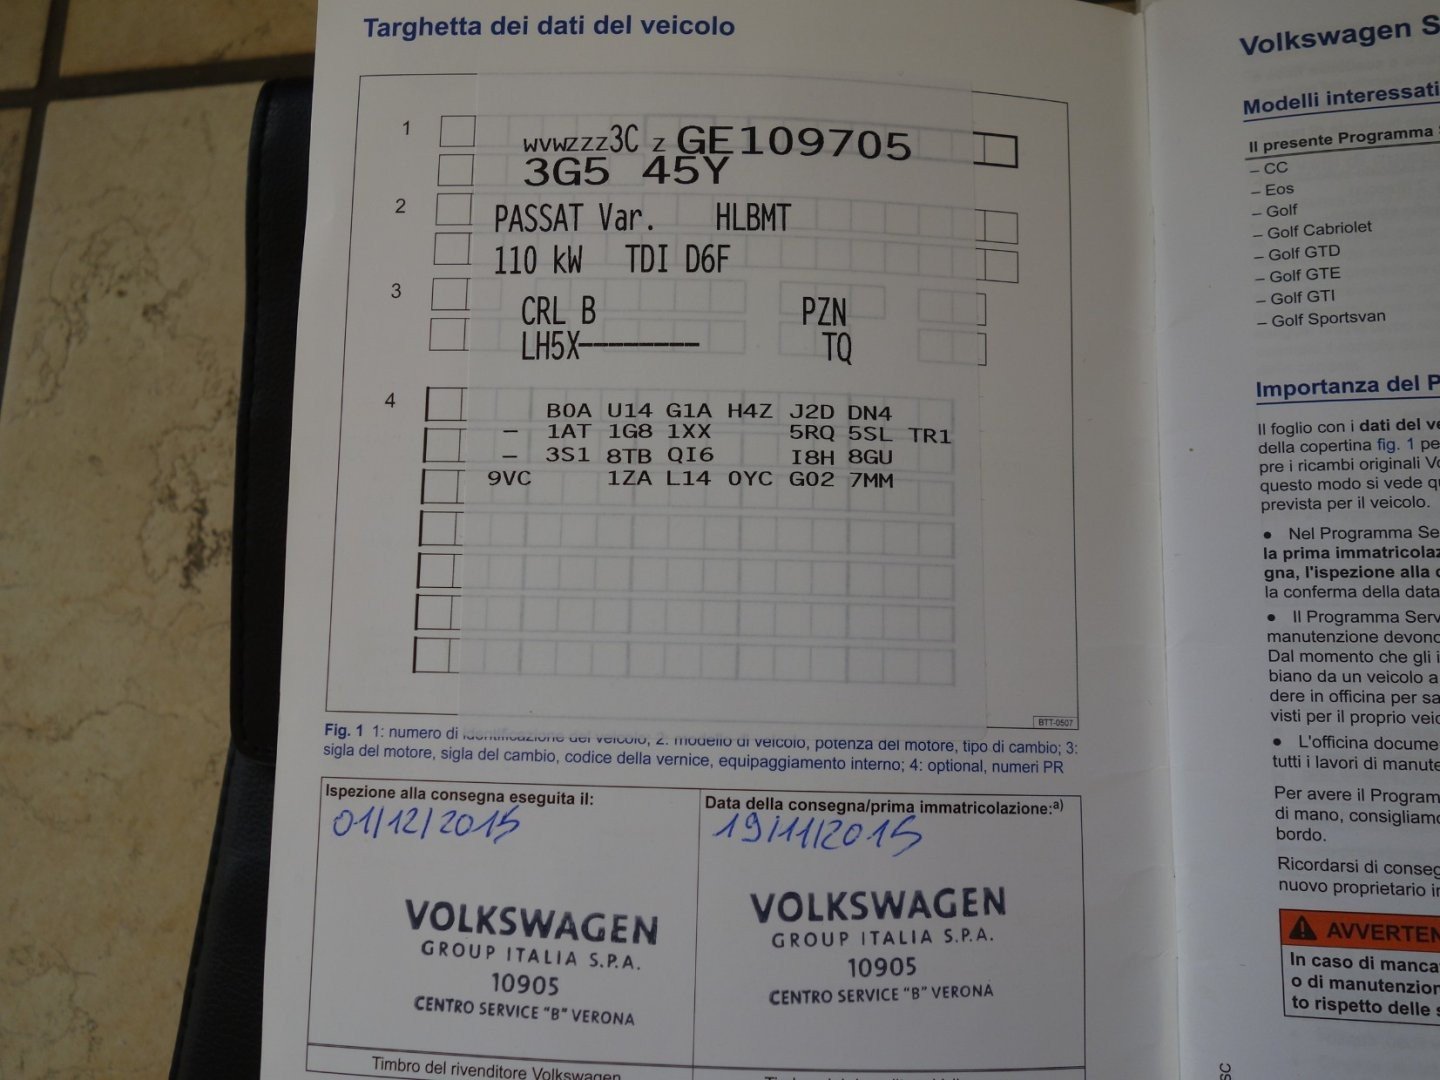 Targhetta dei dati del veicolo
1
WVWZZZ3C Z GE109705
3G5 45Y
2
PASSAT Var. HLBMT
110 kW TDI D6F
3
CRL B PZN
LH5X-------- TQ
4
B0A U14 G1A H4Z J2D DN4
– 1AT 1G8 1XX 5RQ 5SL TR1
– 3S1 8TB QI6 I8H 8GU
9VC 1ZA L14 0YC G02 7MM
BTT-0507
Fig. 1 1: numero di identificazione del veicolo; 2: modello di veicolo, potenza del motore, tipo di cambio; 3:
sigla del motore, sigla del cambio, codice della vernice, equipaggiamento interno; 4: optional, numeri PR
Ispezione alla consegna eseguita il:
01/12/2015
VOLKSWAGEN
GROUP ITALIA S.P.A.
10905
CENTRO SERVICE "B" VERONA
Timbro del rivenditore Volkswagen
Data della consegna/prima immatricolazione:a)
19/11/2015
VOLKSWAGEN
GROUP ITALIA S.P.A.
10905
CENTRO SERVICE "B" VERONA
Volkswagen S
Modelli interessati
Il presente Programma
– CC
– Eos
– Golf
– Golf Cabriolet
– Golf GTD
– Golf GTE
– Golf GTI
– Golf Sportsvan
Importanza del P
Il foglio con i dati del ve
della copertina fig. 1 pe
pre i ricambi originali Vo
questo modo si vede qu
prevista per il veicolo.
● Nel Programma Se
la prima immatricolaz
gna, l'ispezione alla c
la conferma della data
● Il Programma Serv
manutenzione devono
Dal momento che gli i
biano da un veicolo a
dere in officina per sa
visti per il proprio veic
● L'officina docume
tutti i lavori di manute
Per avere il Program
di mano, consigliamo
bordo.
Ricordarsi di conseg
nuovo proprietario in
AVVERTEN
In caso di manca
o di manutenzion
to rispetto delle s